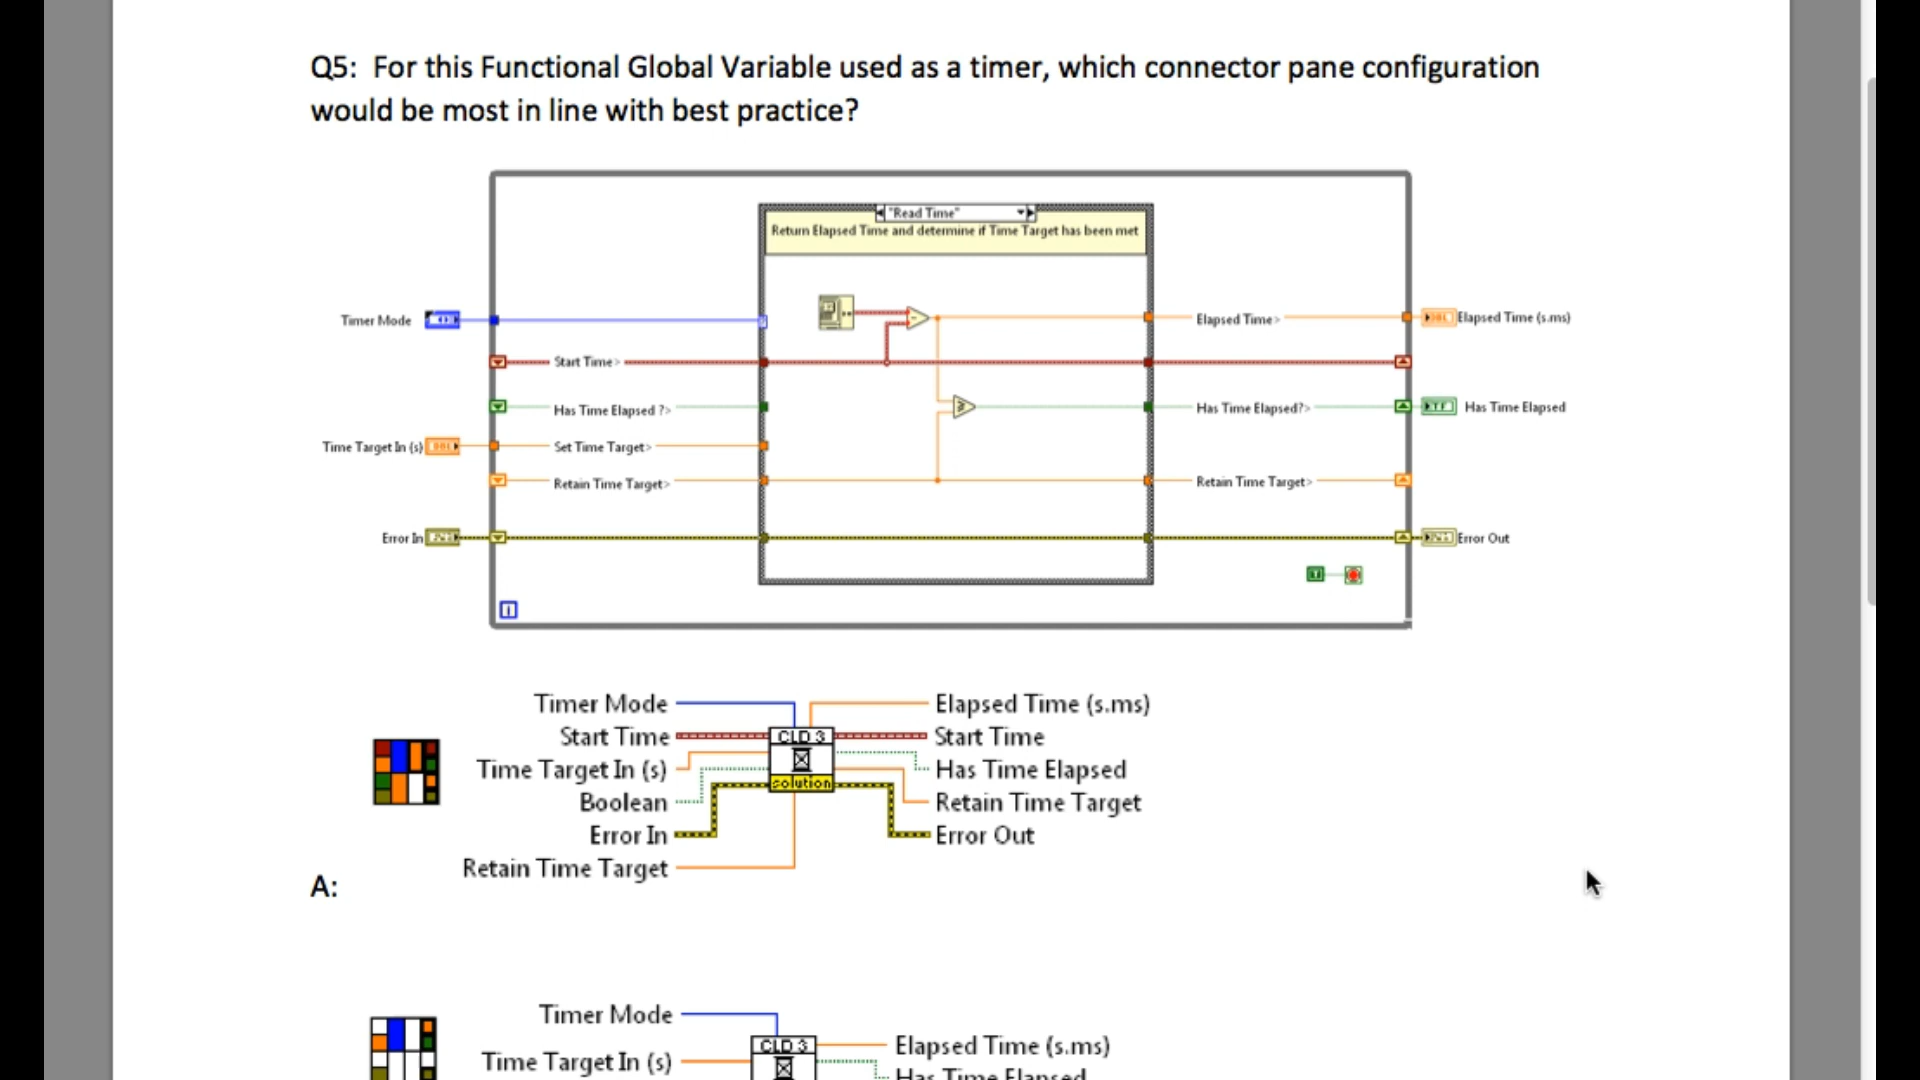 Q5: For this Functional Global Variable used as a timer, which connector pane configuration
would be most in line with best practice?
"Read Time"
Return Elapsed Time and determine if Time Target has been met
Timer Mode
Elapsed Time>
Elapsed Time (s.ms)
Start Time>
Has Time Elapsed ?>
Has Time Elapsed?>
TF
Has Time Elapsed
Time Target In (s)
DBL
Set Time Target>
Retain Time Target>
Retain Time Target>
Error In
Error Out
i
Timer Mode
Elapsed Time (s.ms)
Start Time
CLD 3
Start Time
Time Target In (s)
Has Time Elapsed
solution
Boolean
Retain Time Target
Error In
Error Out
Retain Time Target
A:
Timer Mode
CLD 3
Elapsed Time (s.ms)
Time Target In (s)
Has Time Elapsed